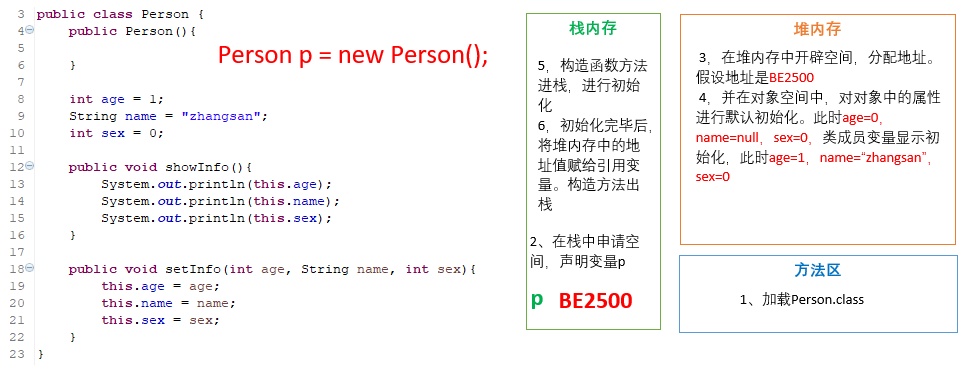 3 public class Person {
4 public Person(){
5
6 }
7
8 int age = 1;
9 String name = "zhangsan";
10 int sex = 0;
11
12 public void showInfo(){
13 System.out.println(this.age);
14 System.out.println(this.name);
15 System.out.println(this.sex);
16 }
17
18 public void setInfo(int age, String name, int sex){
19 this.age = age;
20 this.name = name;
21 this.sex = sex;
22 }
23 }
Person p = new Person();
栈内存
5，构造函数方法
进栈，进行初始
化
6，初始化完毕后，
将堆内存中的地
址值赋给引用变
量。构造方法出
栈
2、在栈中申请空
间，声明变量p
p BE2500
堆内存
3，在堆内存中开辟空间，分配地址。
假设地址是BE2500
4，并在对象空间中，对对象中的属性
进行默认初始化。此时age=0，
name=null，sex=0，类成员变量显示初
始化，此时age=1，name=“zhangsan”，
sex=0
方法区
1、加载Person.class